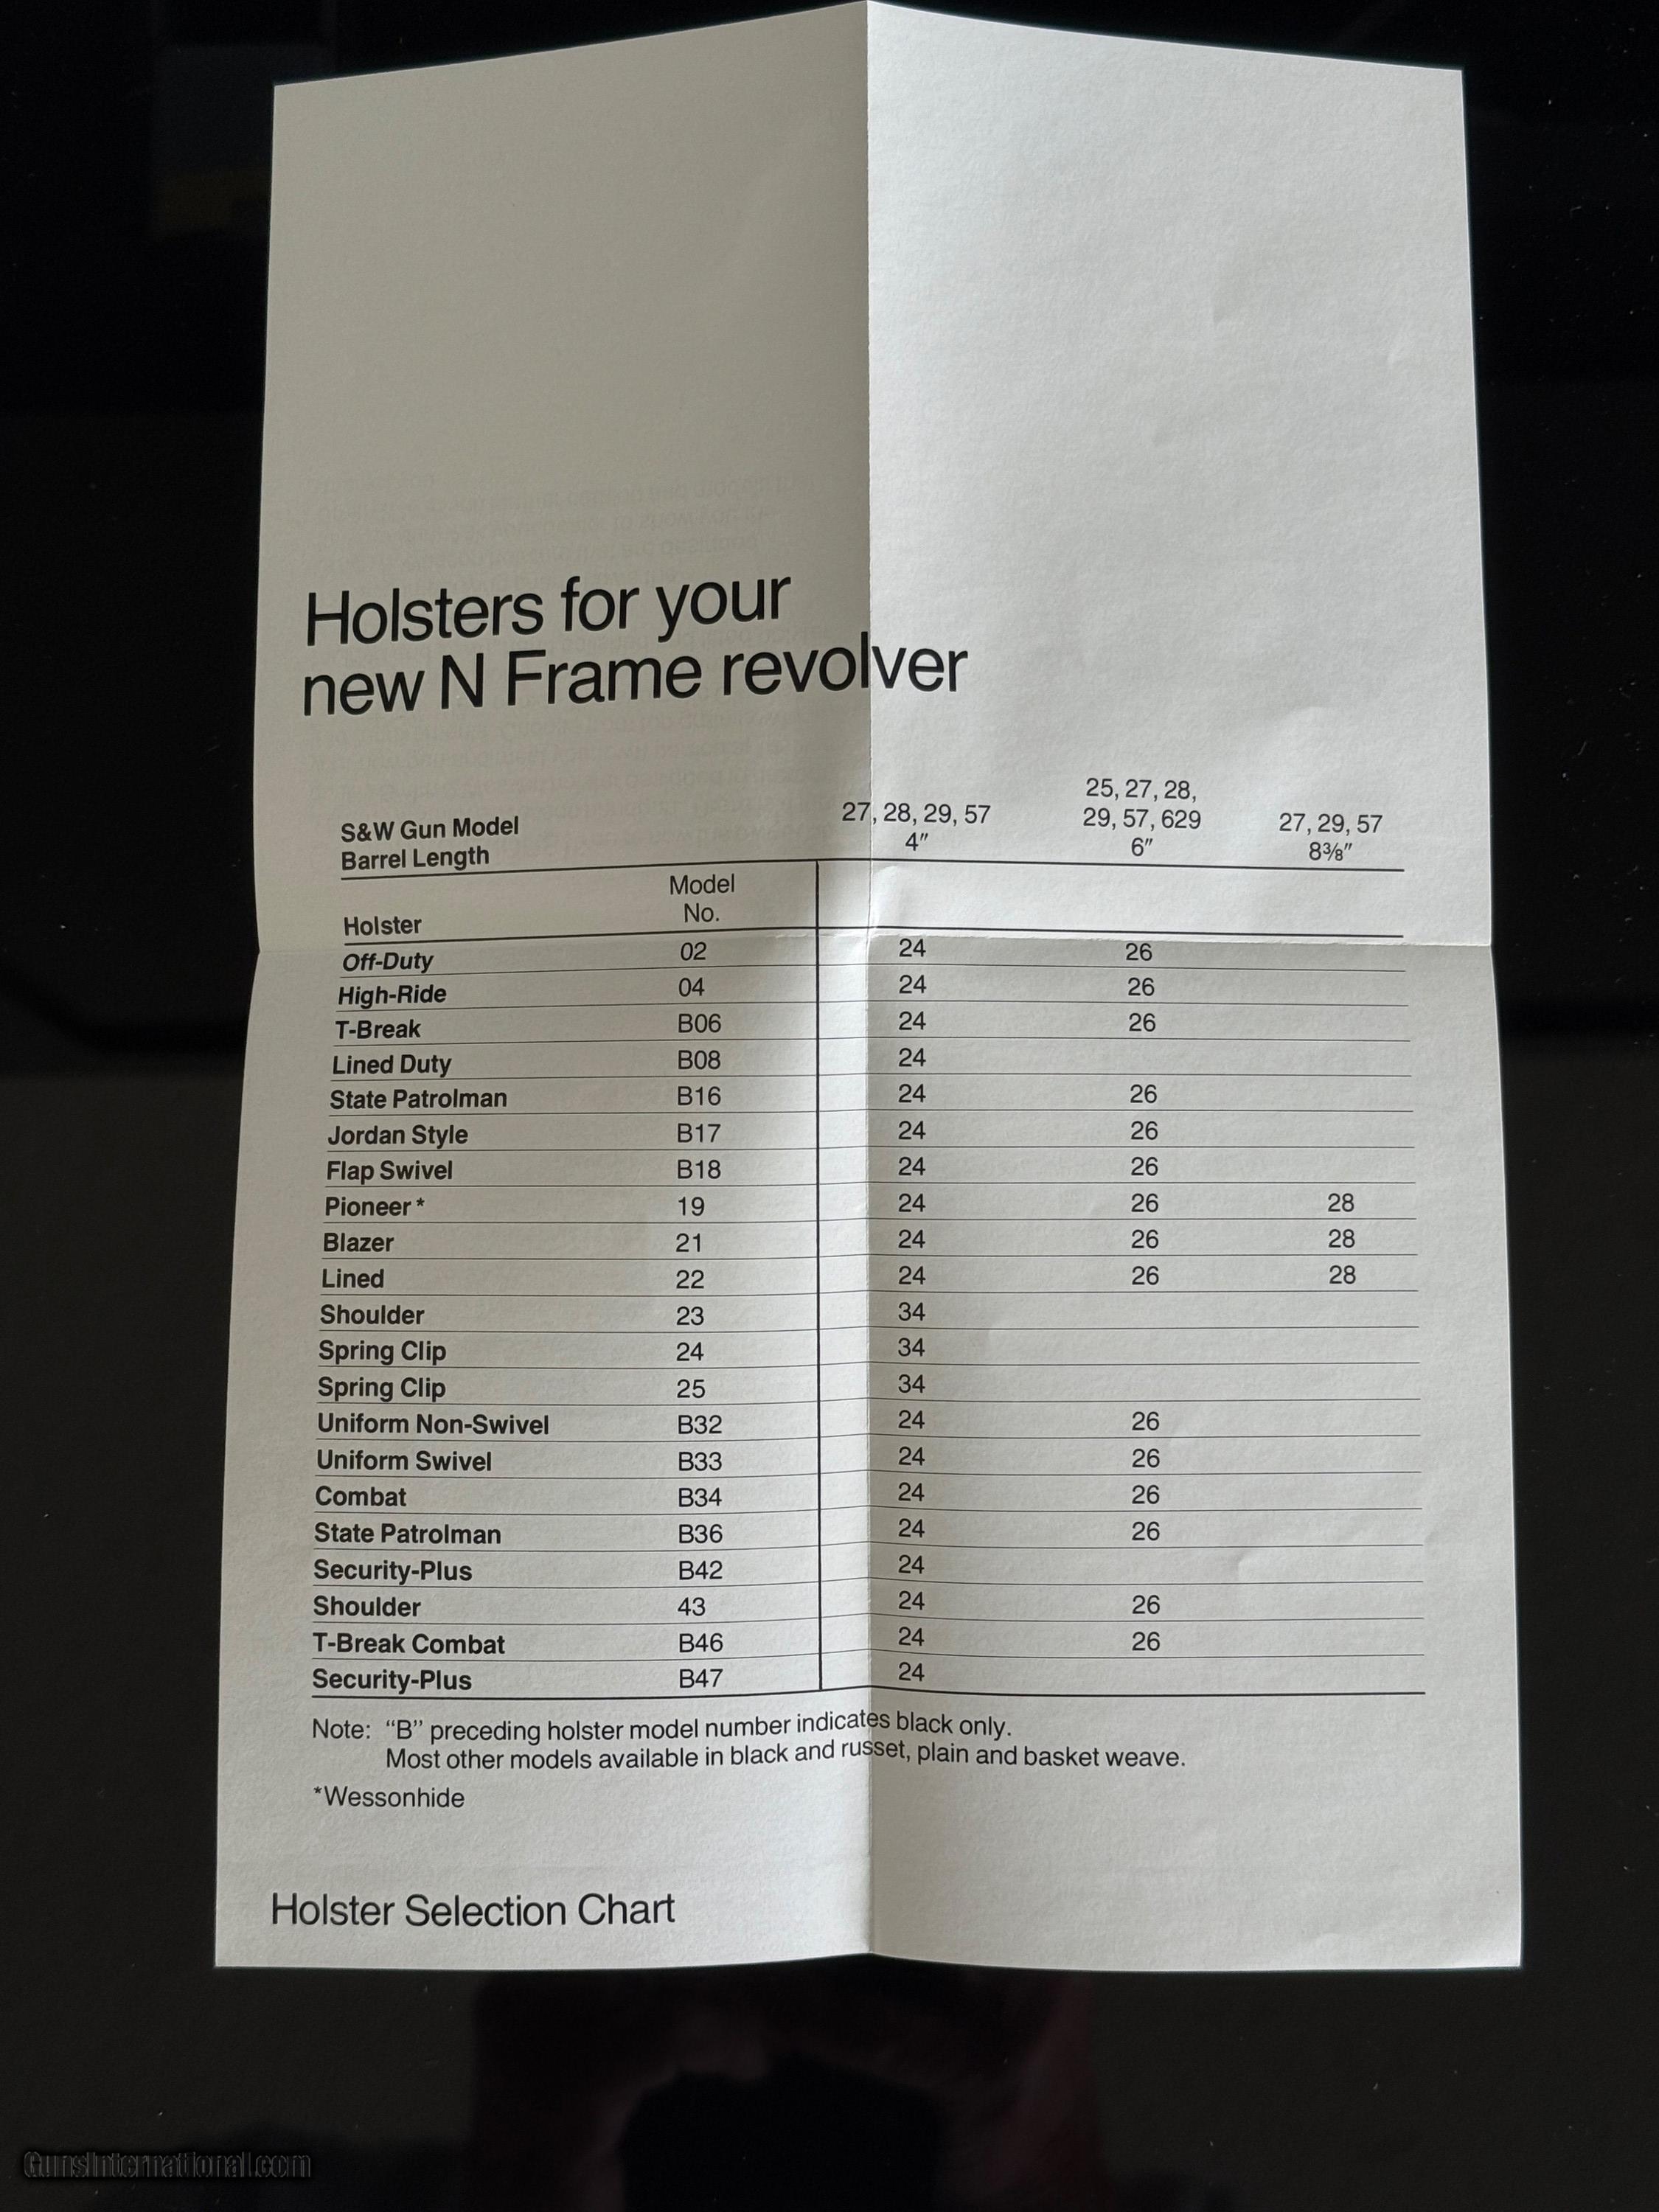 Holsters for your
new N Frame revolver
S&W Gun Model 27, 28, 29, 57 25, 27, 28, 29, 57, 629 27, 29, 57
Barrel Length 4″ 6″ 8⅜″
Holster Model No.
Off-Duty 02 24 26
High-Ride 04 24 26
T-Break B06 24 26
Lined Duty B08 24
State Patrolman B16 24 26
Jordan Style B17 24 26
Flap Swivel B18 24 26
Pioneer* 19 24 26 28
Blazer 21 24 26 28
Lined 22 24 26 28
Shoulder 23 34
Spring Clip 24 34
Spring Clip 25 34
Uniform Non-Swivel B32 24 26
Uniform Swivel B33 24 26
Combat B34 24 26
State Patrolman B36 24 26
Security-Plus B42 24
Shoulder 43 24 26
T-Break Combat B46 24 26
Security-Plus B47 24
Note: “B” preceding holster model number indicates black only.
Most other models available in black and russet, plain and basket weave.
*Wessonhide
Holster Selection Chart
GunsInternational.com